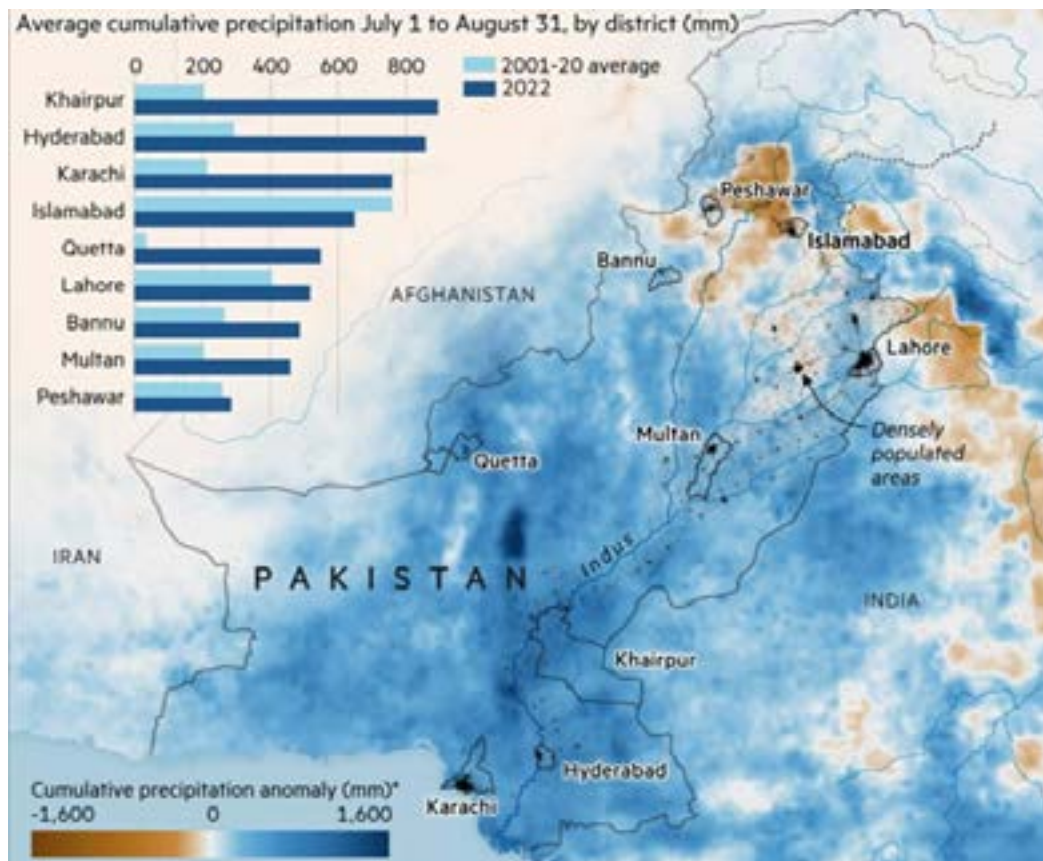 Average cumulative precipitation July 1 to August 31, by district (mm)
0 200 400 600 800
2001-20 average
2022
Khairpur
Hyderabad
Karachi
Islamabad
Quetta
Lahore
Bannu
Multan
Peshawar
Peshawar
Islamabad
Bannu
AFGHANISTAN
Lahore
Multan
Densely
populated
areas
Quetta
Indus
IRAN
PAKISTAN
INDIA
Khairpur
Hyderabad
Karachi
Cumulative precipitation anomaly (mm)*
-1,600 0 1,600